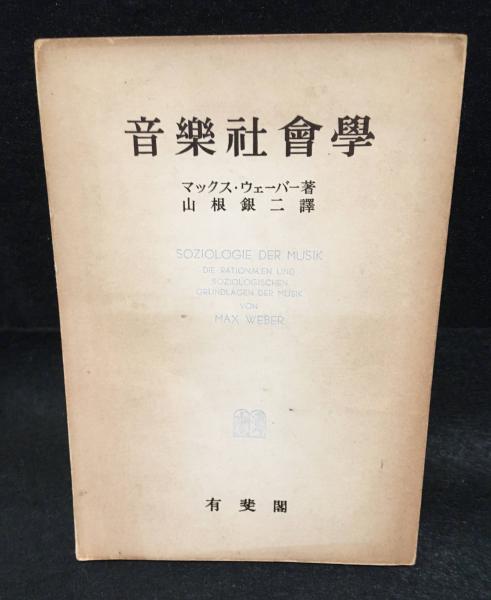 音樂社會學
マックス・ウェーバー著
山根銀二譯
SOZIOLOGIE DER MUSIK
DIE RATIONALEN UND
SOZIOLOGISCHEN
GRUNDLAGEN DER MUSIK
VON
MAX WEBER
有斐閣